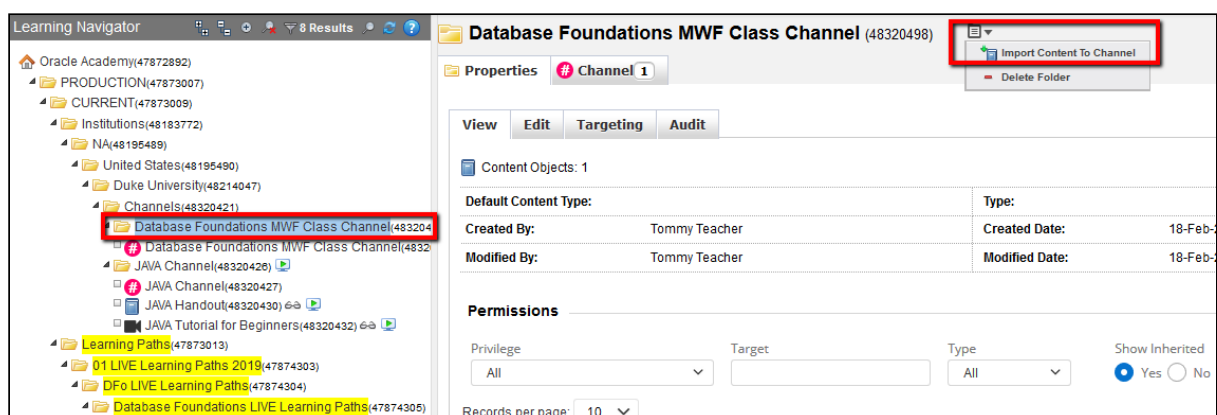 Learning Navigator
8 Results
Oracle Academy(47872892)
PRODUCTION(47873007)
CURRENT(47873009)
Institutions(48183772)
NA(48195489)
United States(48195490)
Duke University(48214047)
Channels(48320421)
Database Foundations MWF Class Channel(483204
Database Foundations MWF Class Channel(4832
JAVA Channel(48320426)
JAVA Channel(48320427)
JAVA Handout(48320430)
JAVA Tutorial for Beginners(48320432)
Learning Paths(47873013)
01 LIVE Learning Paths 2019(47874303)
DFo LIVE Learning Paths(47874304)
Database Foundations LIVE Learning Paths(47874305)
Database Foundations MWF Class Channel (48320498)
Import Content To Channel
Delete Folder
Properties # Channel 1
View Edit Targeting Audit
Content Objects: 1
Default Content Type: Type:
Created By: Tommy Teacher Created Date: 18-Feb-2
Modified By: Tommy Teacher Modified Date: 18-Feb-2
Permissions
Privilege Target Type Show Inherited
All All Yes No
Records per page: 10